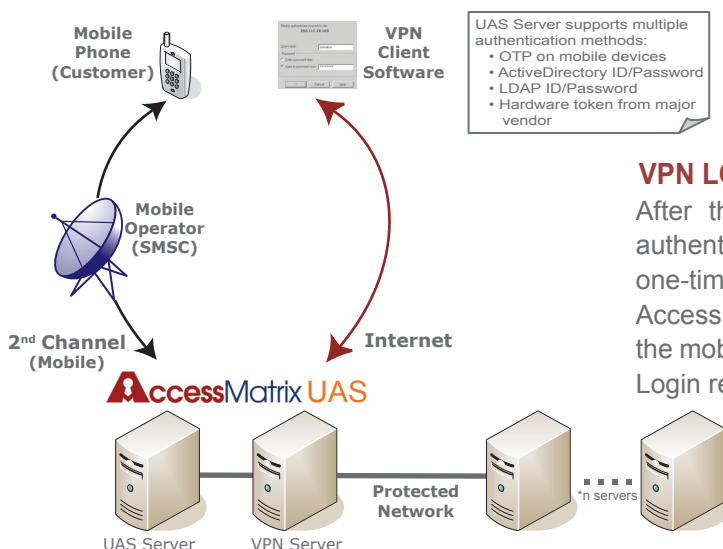 Mobile
Phone
(Customer)
VPN
Client
Software
UAS Server supports multiple
authentication methods:
• OTP on mobile devices
• ActiveDirectory ID/Password
• LDAP ID/Password
• Hardware token from major
vendor
Mobile
Operator
(SMSC)
2nd Channel
(Mobile)
Internet
VPN LO
After th
authent
one-tim
Access
the mob
Login re
AccessMatrix UAS
Protected
Network
*n servers
UAS Server
VPN Server